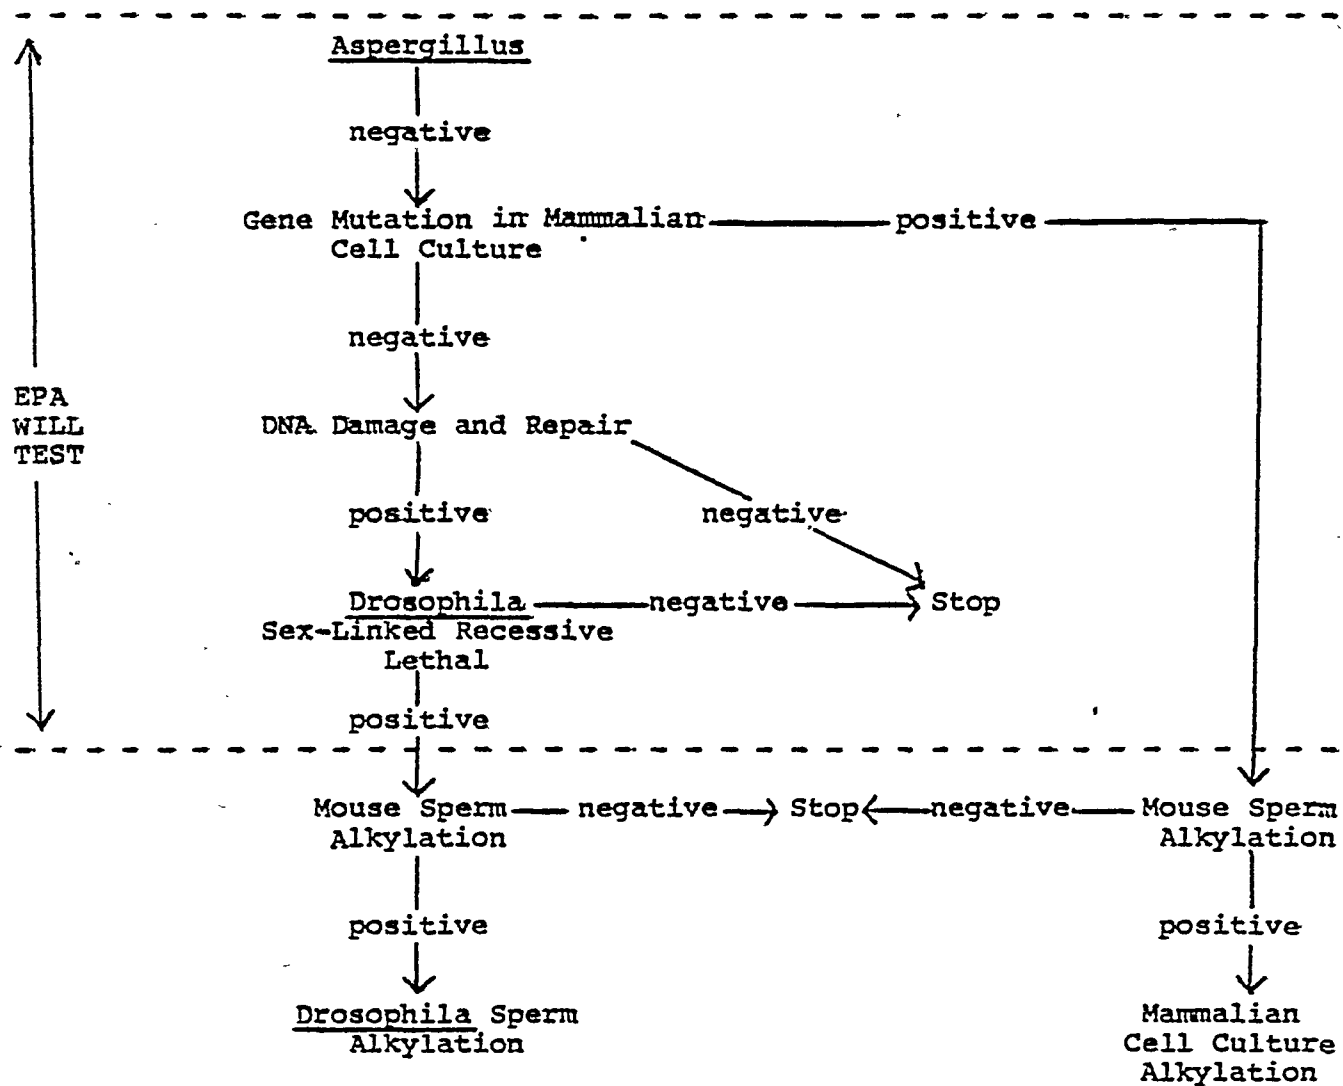 Aspergillus
negative
Gene Mutation in Mammalian
Cell Culture
positive
negative
EPA
WILL
TEST
DNA Damage and Repair
positive
negative
Drosophila
Sex-Linked Recessive
Lethal
negative
Stop
positive
Mouse Sperm
Alkylation
negative
Stop
negative
Mouse Sperm
Alkylation
positive
positive
Drosophila Sperm
Alkylation
Mammalian
Cell Culture
Alkylation